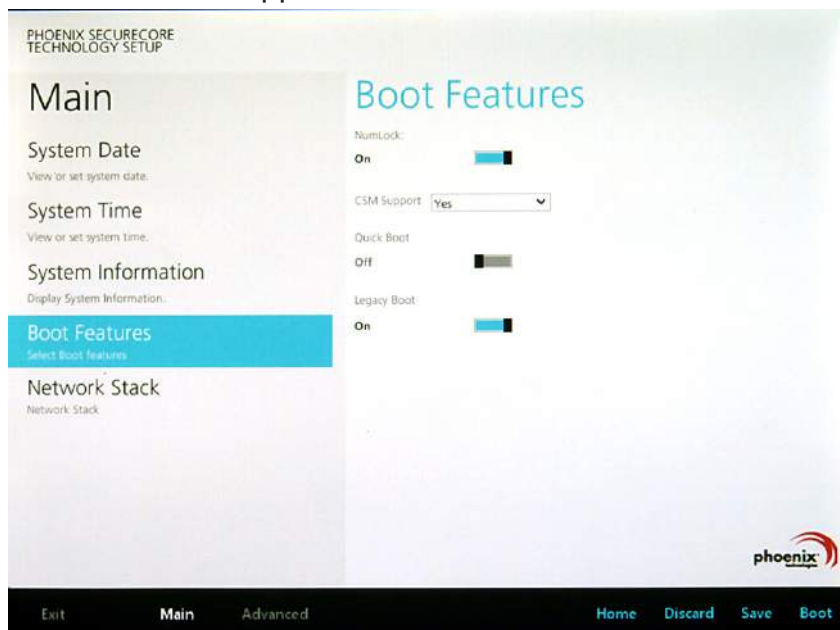 PHOENIX SECURECORE
TECHNOLOGY SETUP
Main
System Date
View or set system date.
System Time
View or set system time.
System Information
Display System Information.
Boot Features
Select Boot features
Network Stack
Network Stack
Boot Features
NumLock:
On
CSM Support Yes
Quick Boot
Off
Legacy Boot
On
phoenix
Exit Main Advanced Home Discard Save Boot